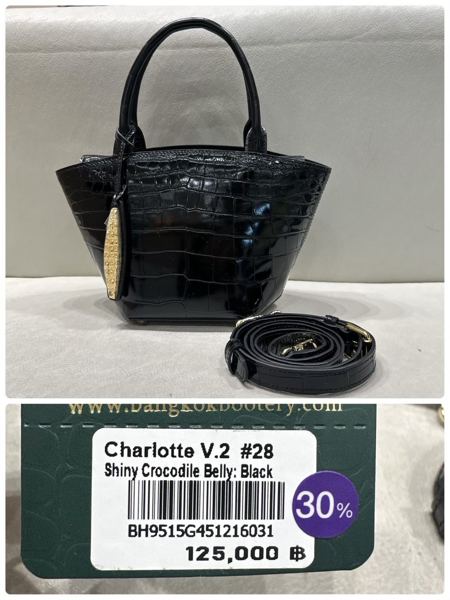 www.bangkokbootery.com
Charlotte V.2 #28
Shiny Crocodile Belly: Black
30%
BH9515G451216031
125,000 ฿